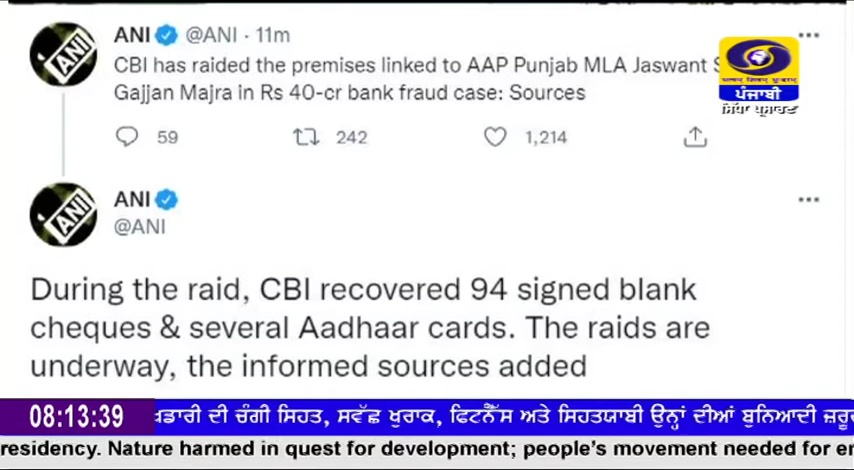 ANI @ANI · 11m
CBI has raided the premises linked to AAP Punjab MLA Jaswant
Gajjan Majra in Rs 40-cr bank fraud case: Sources
59 242 1,214
ਪੰਜਾਬੀ
ANI
@ANI
During the raid, CBI recovered 94 signed blank
cheques & several Aadhaar cards. The raids are
underway, the informed sources added
08:13:39 ਖਡਾਰੀ ਦੀ ਚੰਗੀ ਸਿਹਤ, ਸਵੱਛ ਖੁਰਾਕ, ਫਿਟਨੈੱਸ ਅਤੇ ਸਿਹਤਯਾਬੀ ਉਨ੍ਹਾਂ ਦੀਆਂ ਬੁਨਿਆਦੀ
residency. Nature harmed in quest for development; people's movement needed for